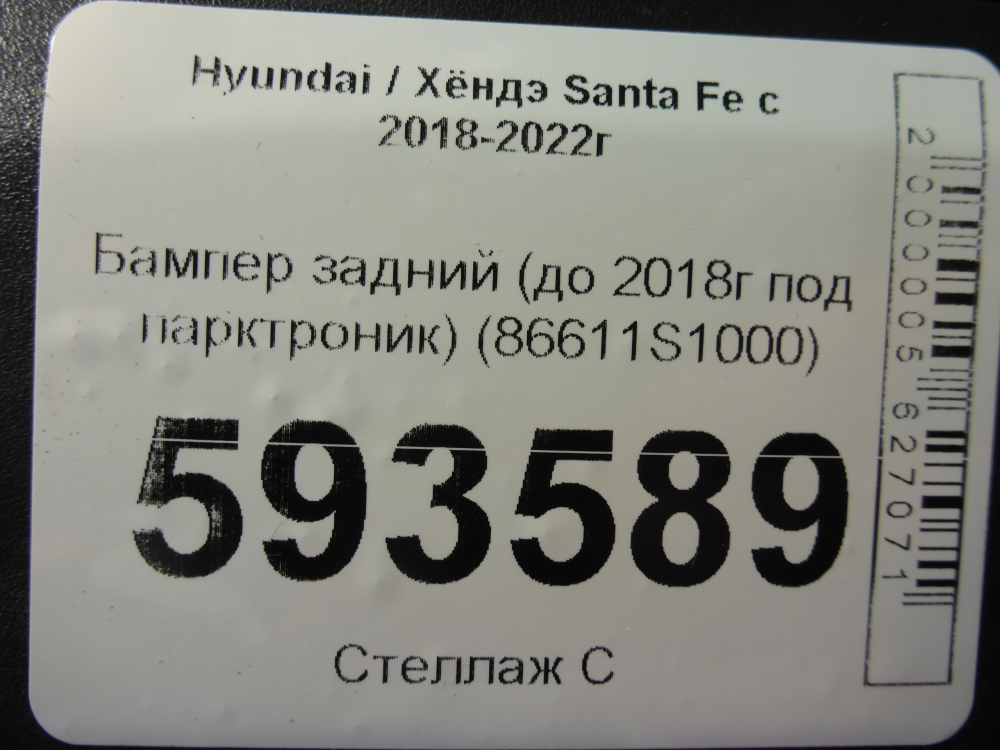 Hyundai / Хёндэ Santa Fe с
2018-2022г
Бампер задний (до 2018г под
парктроник) (86611S1000)
593589
Стеллаж С
2000005627071